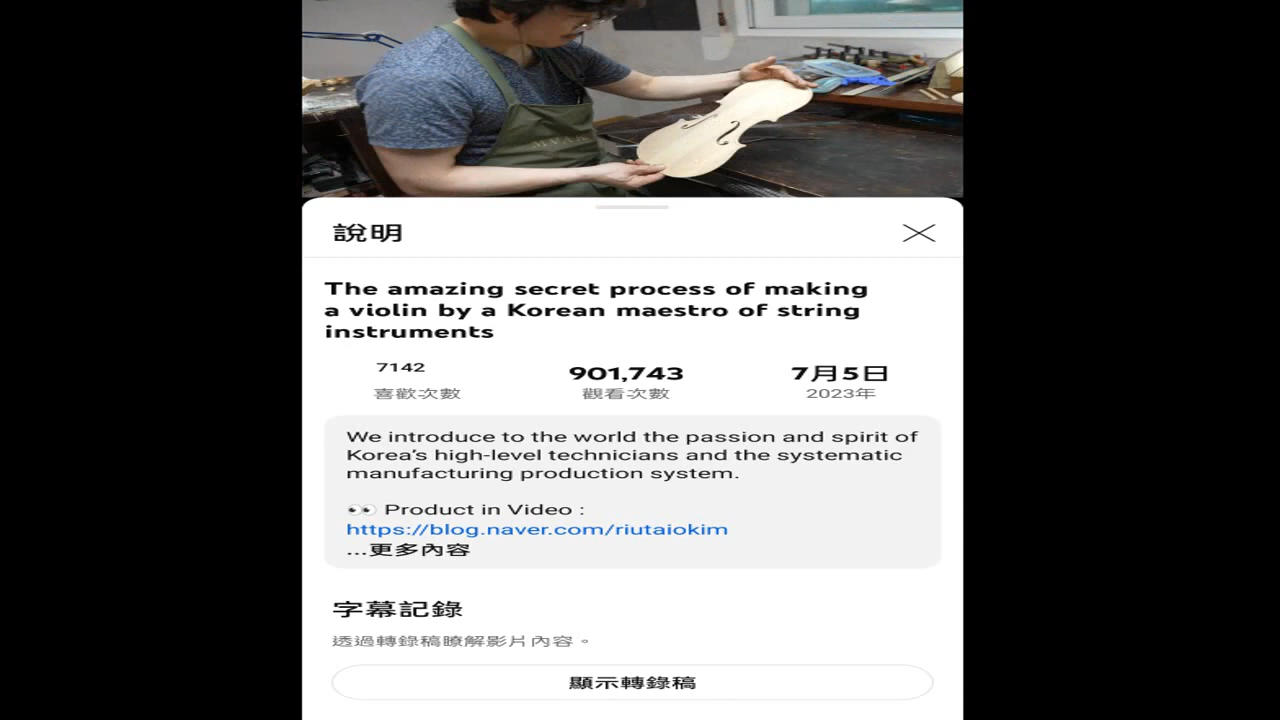 說明
The amazing secret process of making
a violin by a Korean maestro of string
instruments
7142 901,743 7月5日
喜歡次數 觀看次數 2023年
We introduce to the world the passion and spirit of
Korea's high-level technicians and the systematic
manufacturing production system.
👀 Product in Video :
https://blog.naver.com/riutaiokim
...更多內容
字幕記錄
透過轉錄稿瞭解影片內容。
顯示轉錄稿